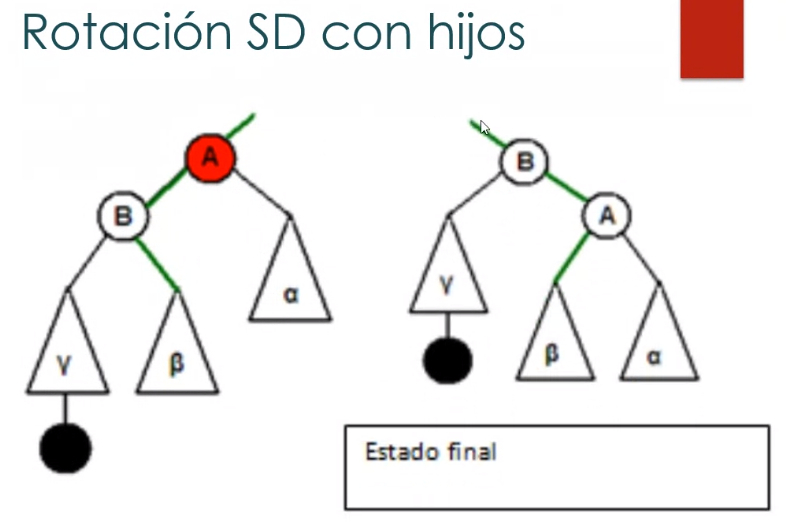 Rotación SD con hijos
A
B
α
γ
β
B
A
γ
β
α
Estado final